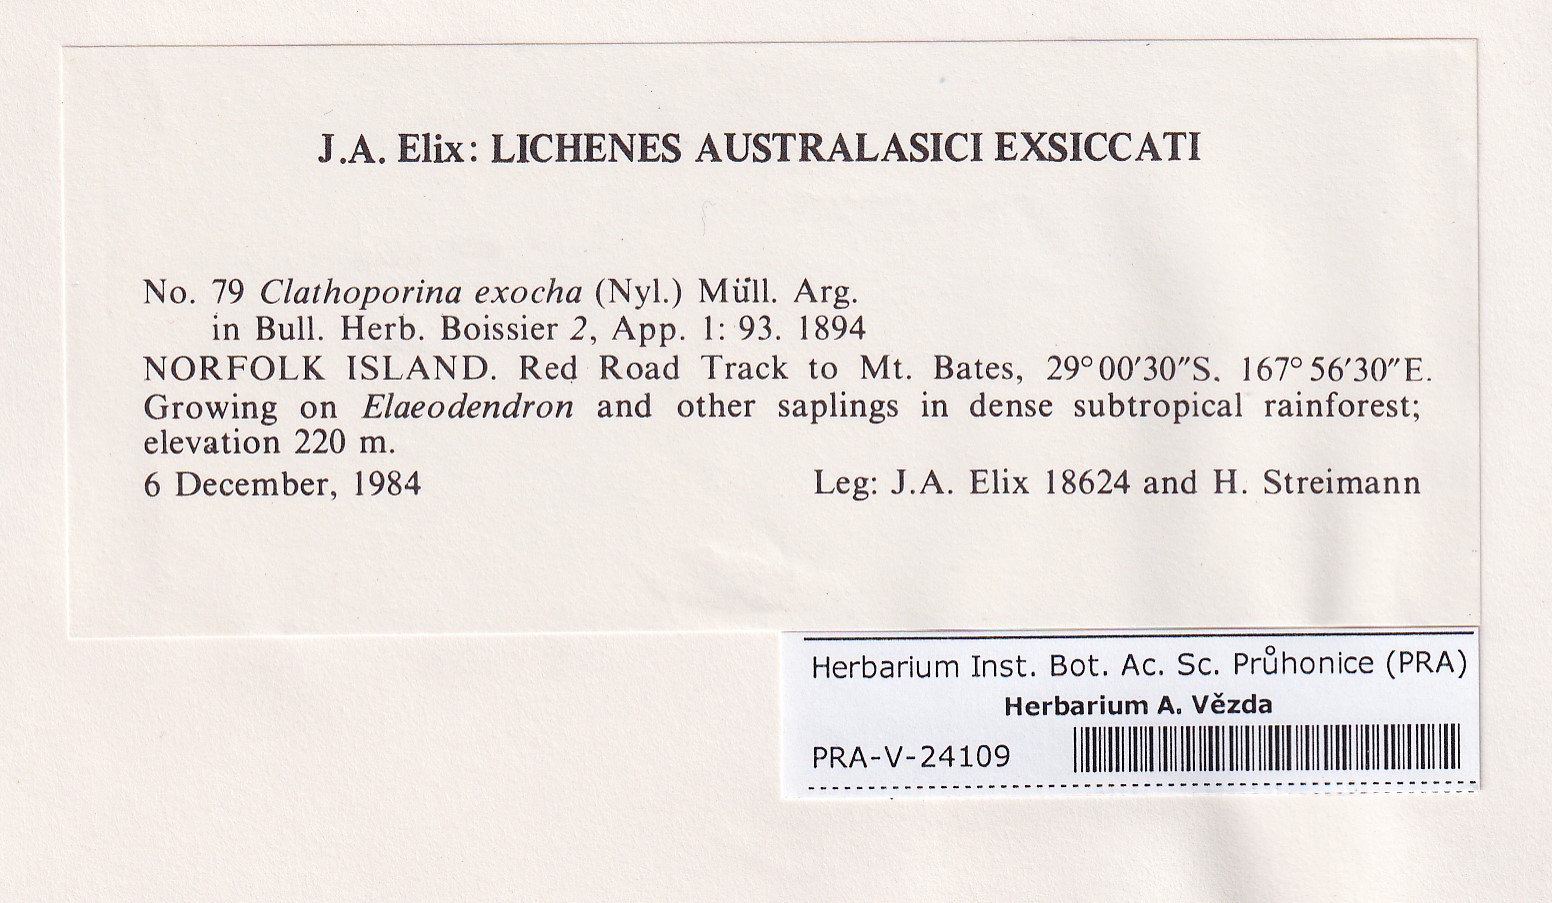 J.A. Elix: LICHENES AUSTRALASICI EXSICCATI
No. 79 Clathoporina exocha (Nyl.) Müll. Arg.
in Bull. Herb. Boissier 2, App. 1: 93. 1894
NORFOLK ISLAND. Red Road Track to Mt. Bates, 29°00′30″S. 167°56′30″E.
Growing on Elaeodendron and other saplings in dense subtropical rainforest;
elevation 220 m.
6 December, 1984 Leg: J.A. Elix 18624 and H. Streimann
Herbarium Inst. Bot. Ac. Sc. Průhonice (PRA)
Herbarium A. Vězda
PRA-V-24109